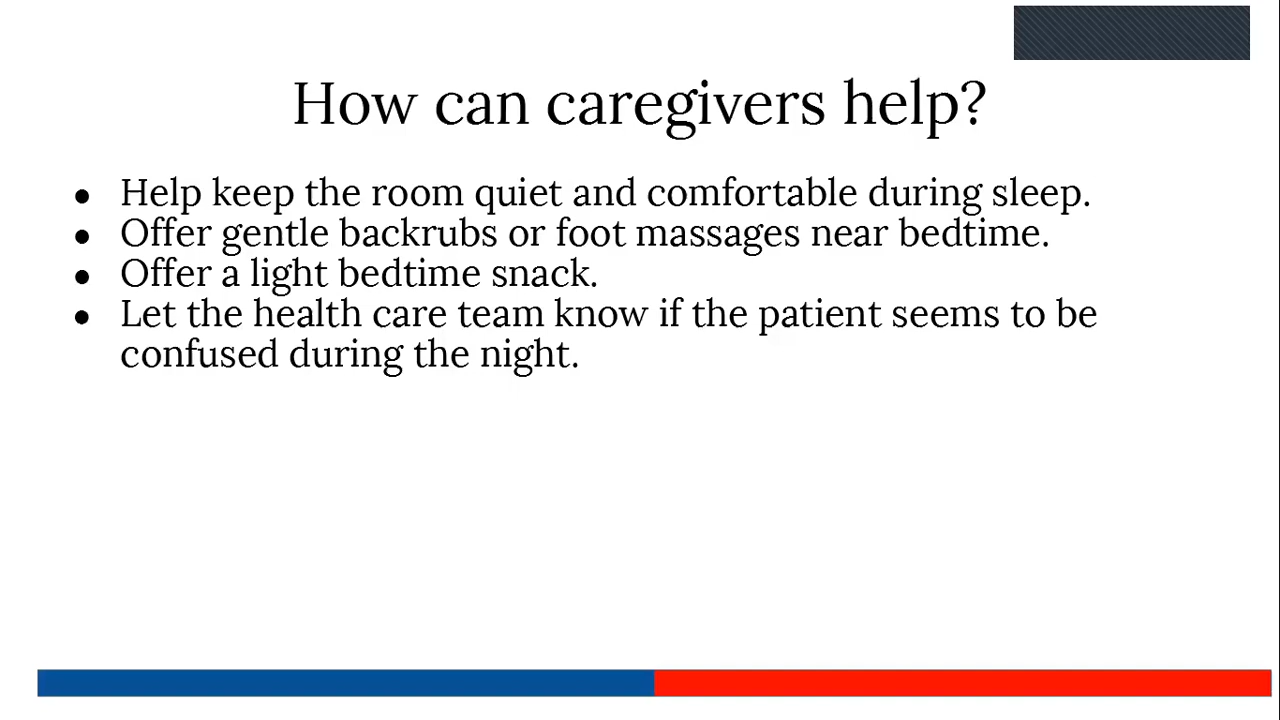 How can caregivers help?
● Help keep the room quiet and comfortable during sleep.
● Offer gentle backrubs or foot massages near bedtime.
● Offer a light bedtime snack.
● Let the health care team know if the patient seems to be
confused during the night.